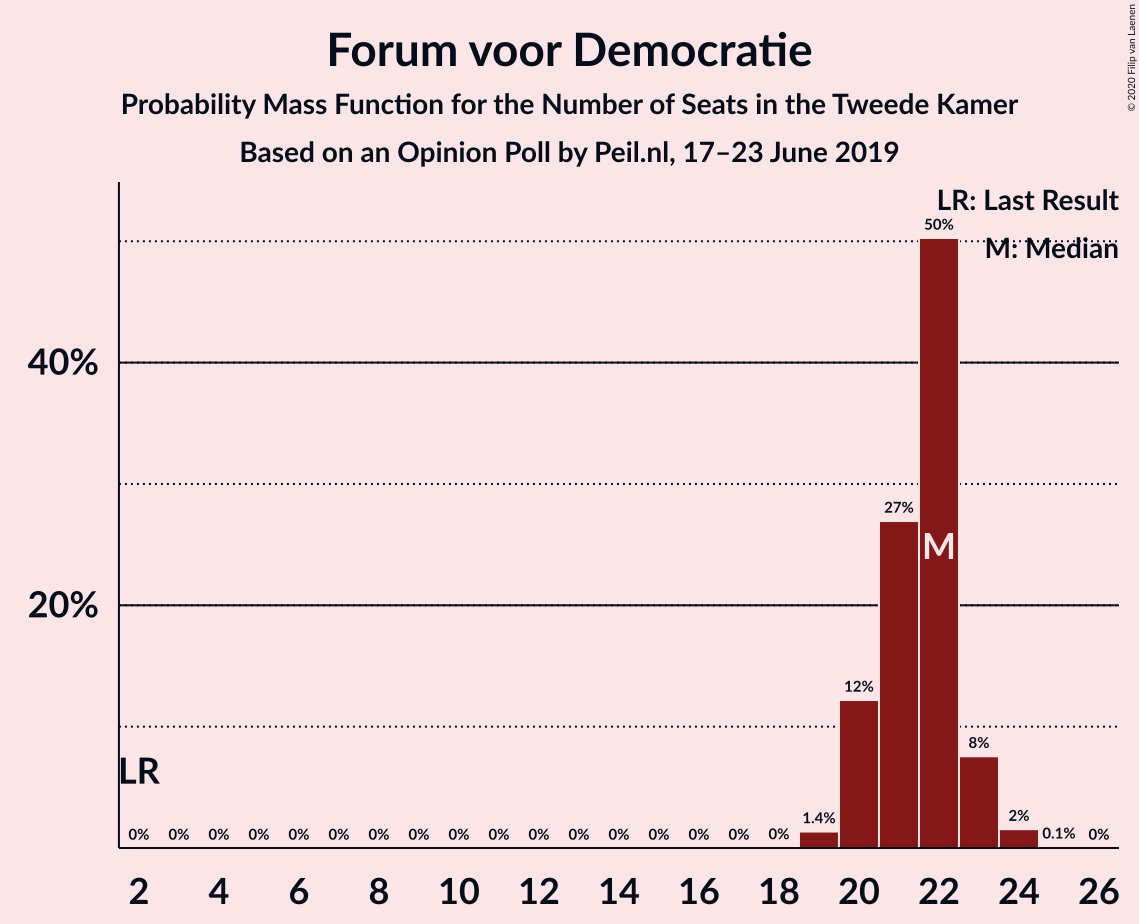 Forum voor Democratie
Probability Mass Function for the Number of Seats in the Tweede Kamer
Based on an Opinion Poll by Peil.nl, 17–23 June 2019
© 2020 Filip van Laenen
LR: Last Result
M: Median
50%
40%
27%
M
20%
12%
8%
LR
0% 0% 0% 0% 0% 0% 0% 0% 0% 0% 0% 0% 0% 0% 0% 0% 0% 1.4% 2% 0.1% 0%
2 4 6 8 10 12 14 16 18 20 22 24 26